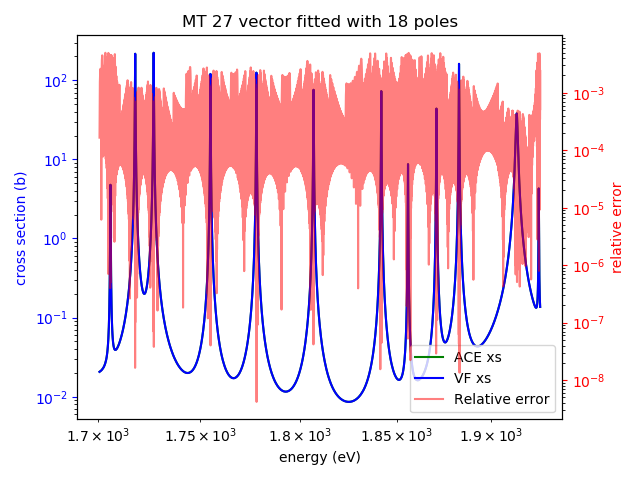 MT 27 vector fitted with 18 poles
cross section (b)
10²
10¹
10⁰
10⁻¹
10⁻²
relative error
10⁻³
10⁻⁴
10⁻⁵
10⁻⁶
10⁻⁷
10⁻⁸
ACE xs
VF xs
Relative error
1.7 × 10³ 1.75 × 10³ 1.8 × 10³ 1.85 × 10³ 1.9 × 10³
energy (eV)